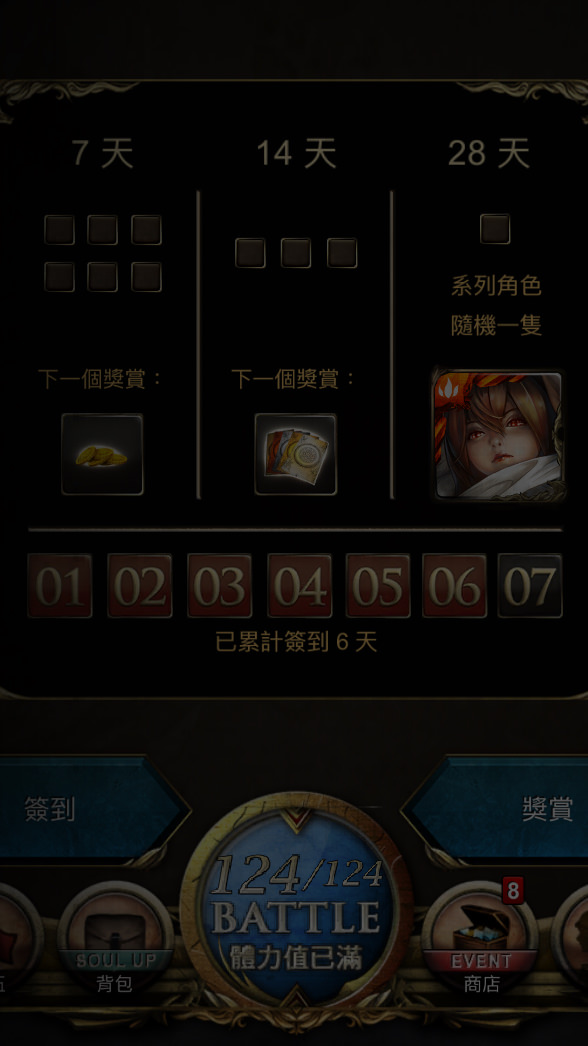 7 天
14 天
28 天
系列角色
隨機一隻
下一個獎賞：
下一個獎賞：
01 02 03 04 05 06 07
已累計簽到 6 天
簽到
獎賞
124/124
BATTLE
體力值已滿
8
SOUL UP
EVENT
伍
背包
商店